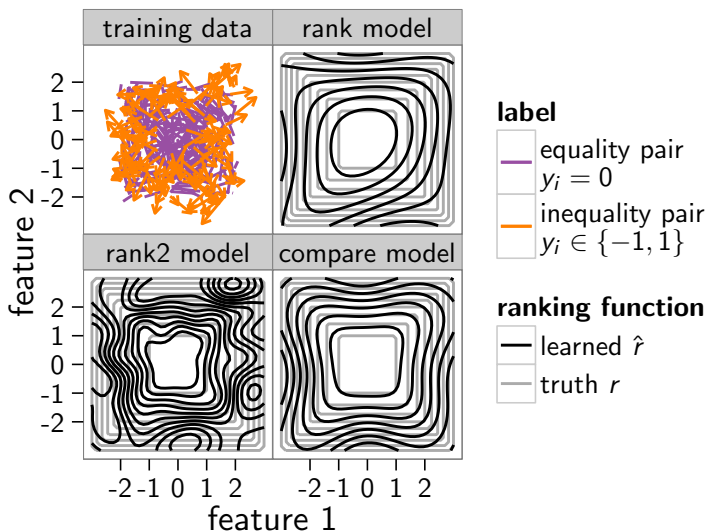 training data
rank model
2
1
0
-1
-2
rank2 model
compare model
2
1
0
-1
-2
feature 2
-2 -1 0 1 2
-2 -1 0 1 2
feature 1
label
equality pair
y_i = 0
inequality pair
y_i ∈ {−1, 1}
ranking function
learned r̂
truth r